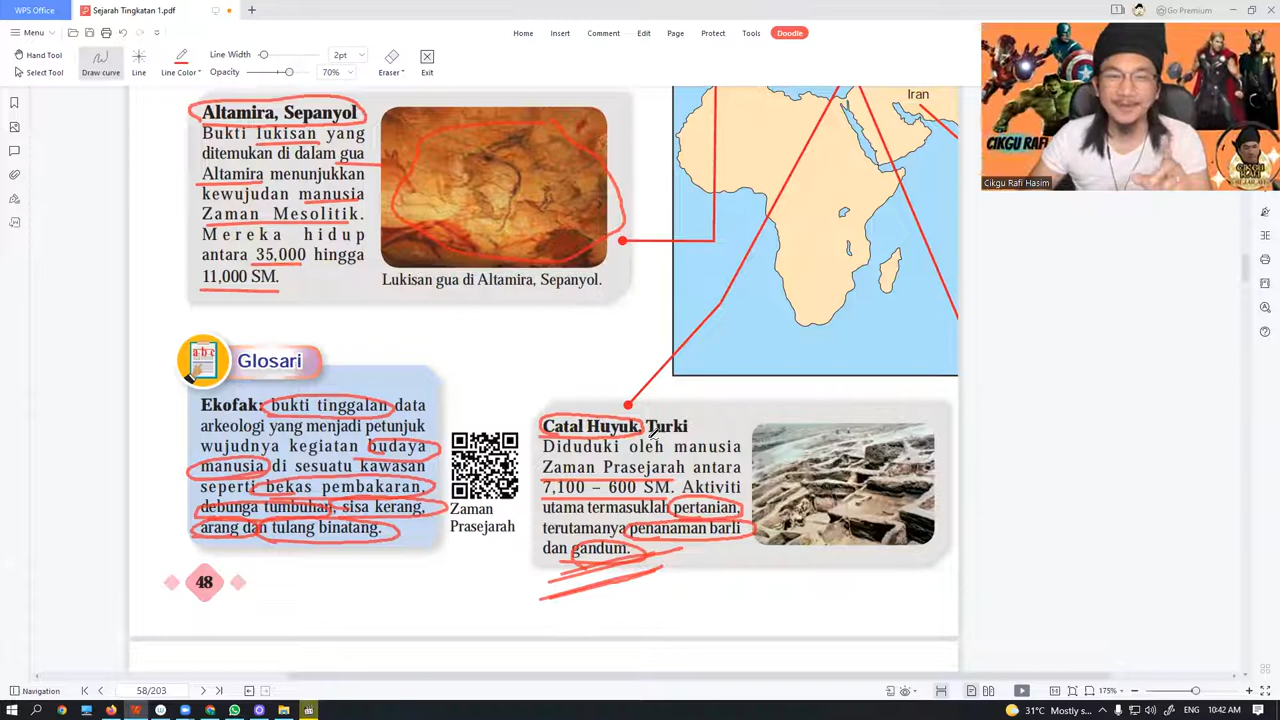 WPS Office
Sejarah Tingkatan 1.pdf
Go Premium
Menu
Home
Insert
Comment
Edit
Page
Protect
Tools
Doodle
Hand Tool
Select Tool
Draw curve
Line
Line Color
Line Width
2pt
Opacity
70%
Eraser
Exit
Altamira, Sepanyol
Bukti lukisan yang
ditemukan di dalam gua
Altamira menunjukkan
kewujudan manusia
Zaman Mesolitik.
Mereka hidup
antara 35,000 hingga
11,000 SM.
Lukisan gua di Altamira, Sepanyol.
Iran
Glosari
Ekofak: bukti tinggalan data
arkeologi yang menjadi petunjuk
wujudnya kegiatan budaya
manusia di sesuatu kawasan
seperti bekas pembakaran,
debunga tumbuhan, sisa kerang,
arang dan tulang binatang.
Zaman
Prasejarah
Catal Huyuk, Turki
Diduduki oleh manusia
Zaman Prasejarah antara
7,100 – 600 SM. Aktiviti
utama termasuklah pertanian,
terutamanya penanaman barli
dan gandum.
48
CIKGU RAFI
Cikgu Rafi Hasim
Navigation
58/203
175%
31°C Mostly s...
ENG
10:42 AM